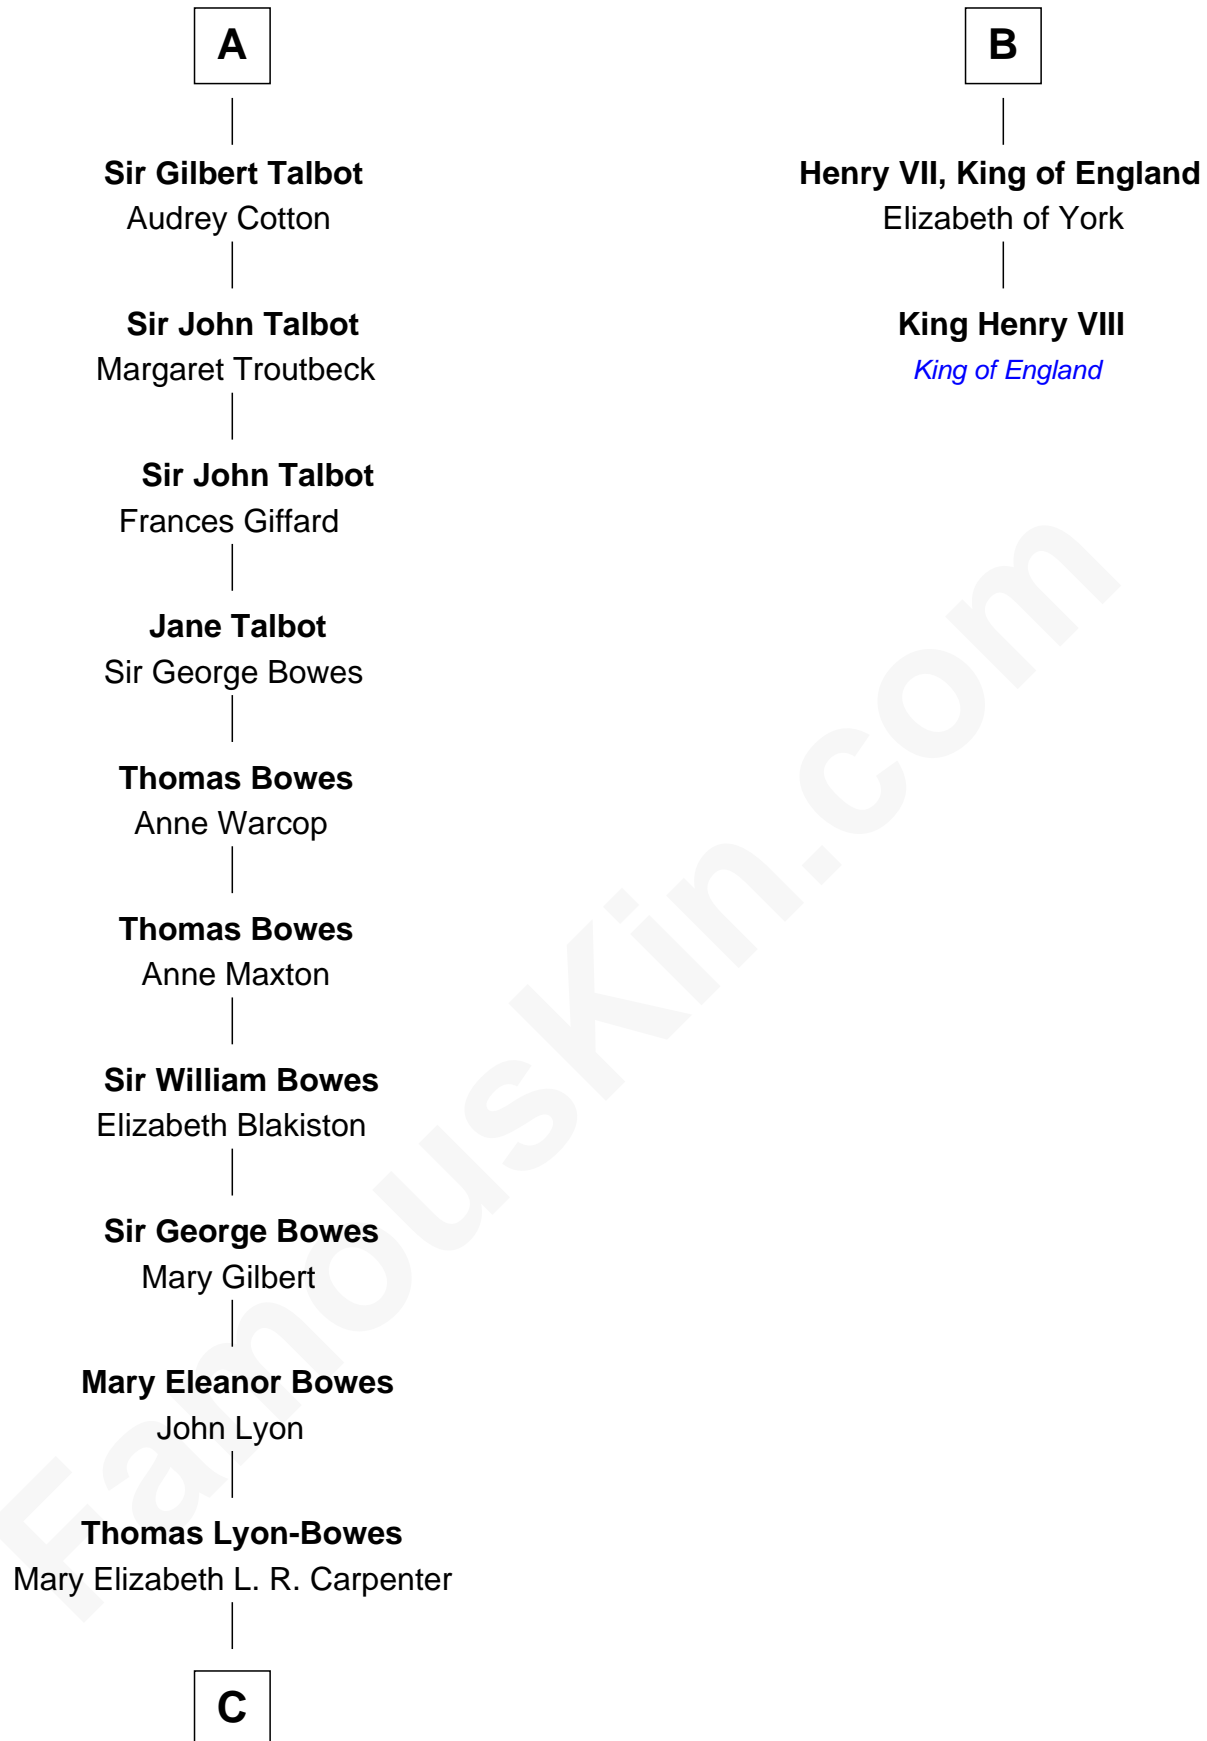 A
Sir Gilbert Talbot
Audrey Cotton
Sir John Talbot
Margaret Troutbeck
Sir John Talbot
Frances Giffard
Jane Talbot
Sir George Bowes
Thomas Bowes
Anne Warcop
Thomas Bowes
Anne Maxton
Sir William Bowes
Elizabeth Blakiston
Sir George Bowes
Mary Gilbert
Mary Eleanor Bowes
John Lyon
Thomas Lyon-Bowes
Mary Elizabeth L. R. Carpenter
C
B
Henry VII, King of England
Elizabeth of York
King Henry VIII
King of England
FamousKin.com